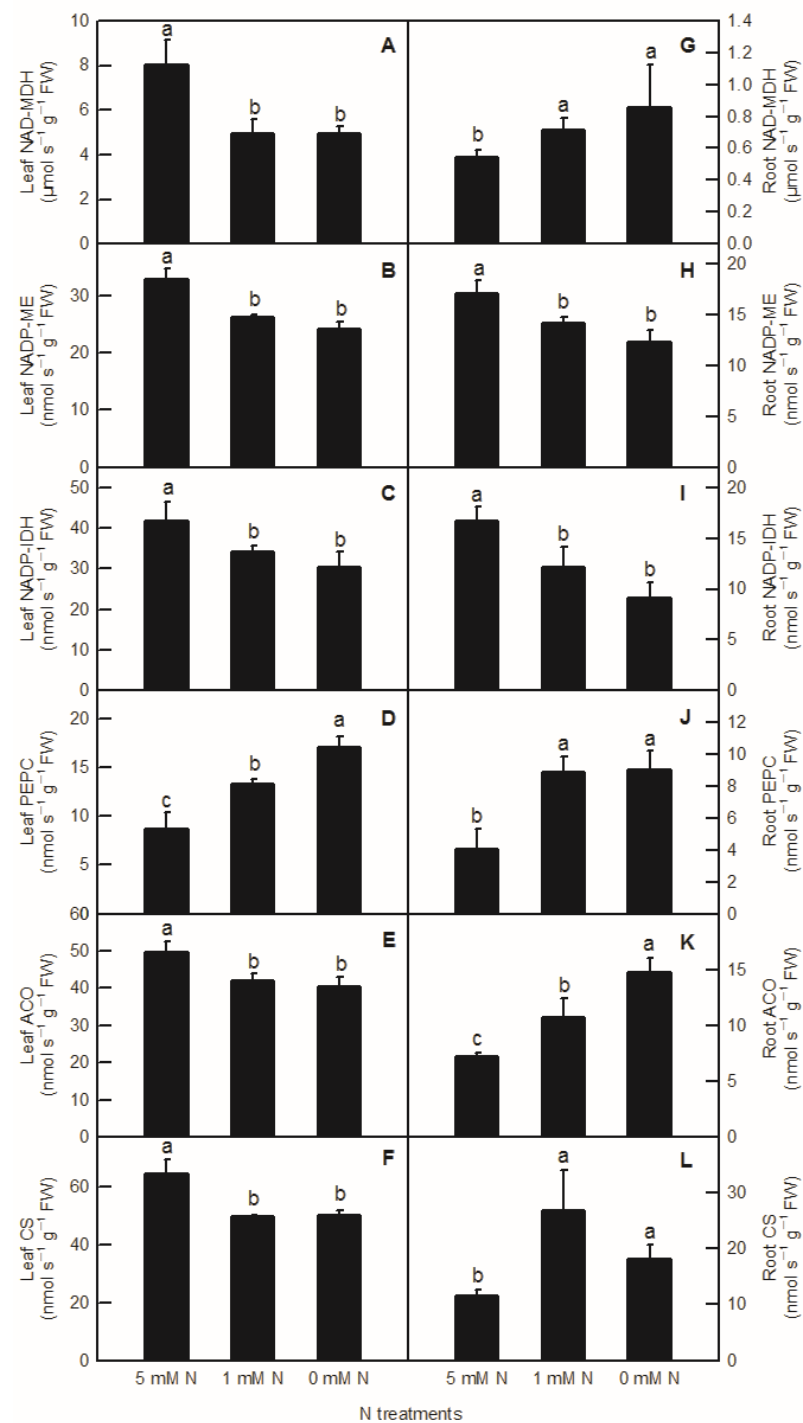 Leaf NAD-MDH
(µmol s⁻¹ g⁻¹ FW)
10
8
6
4
2
0
a
b
b
A
b
a
a
G
1.4
1.2
1.0
0.8
0.6
0.4
0.2
0.0
Root NAD-MDH
(µmol s⁻¹ g⁻¹ FW)
Leaf NADP-ME
(nmol s⁻¹ g⁻¹ FW)
30
20
10
0
a
b
b
B
a
b
b
H
20
15
10
5
0
Root NADP-ME
(nmol s⁻¹ g⁻¹ FW)
Leaf NADP-IDH
(nmol s⁻¹ g⁻¹ FW)
50
40
30
20
10
0
a
b
b
C
a
b
b
I
20
15
10
5
0
Root NADP-IDH
(nmol s⁻¹ g⁻¹ FW)
Leaf PEPC
(nmol s⁻¹ g⁻¹ FW)
20
15
10
5
c
b
a
D
b
a
a
J
12
10
8
6
4
2
0
Root PEPC
(nmol s⁻¹ g⁻¹ FW)
Leaf ACO
(nmol s⁻¹ g⁻¹ FW)
60
50
40
30
20
10
0
a
b
b
E
c
b
a
K
15
10
5
0
Root ACO
(nmol s⁻¹ g⁻¹ FW)
Leaf CS
(nmol s⁻¹ g⁻¹ FW)
60
40
20
0
a
b
b
F
b
a
a
L
30
20
10
0
Root CS
(nmol s⁻¹ g⁻¹ FW)
5 mM N 1 mM N 0 mM N 5 mM N 1 mM N 0 mM N
N treatments